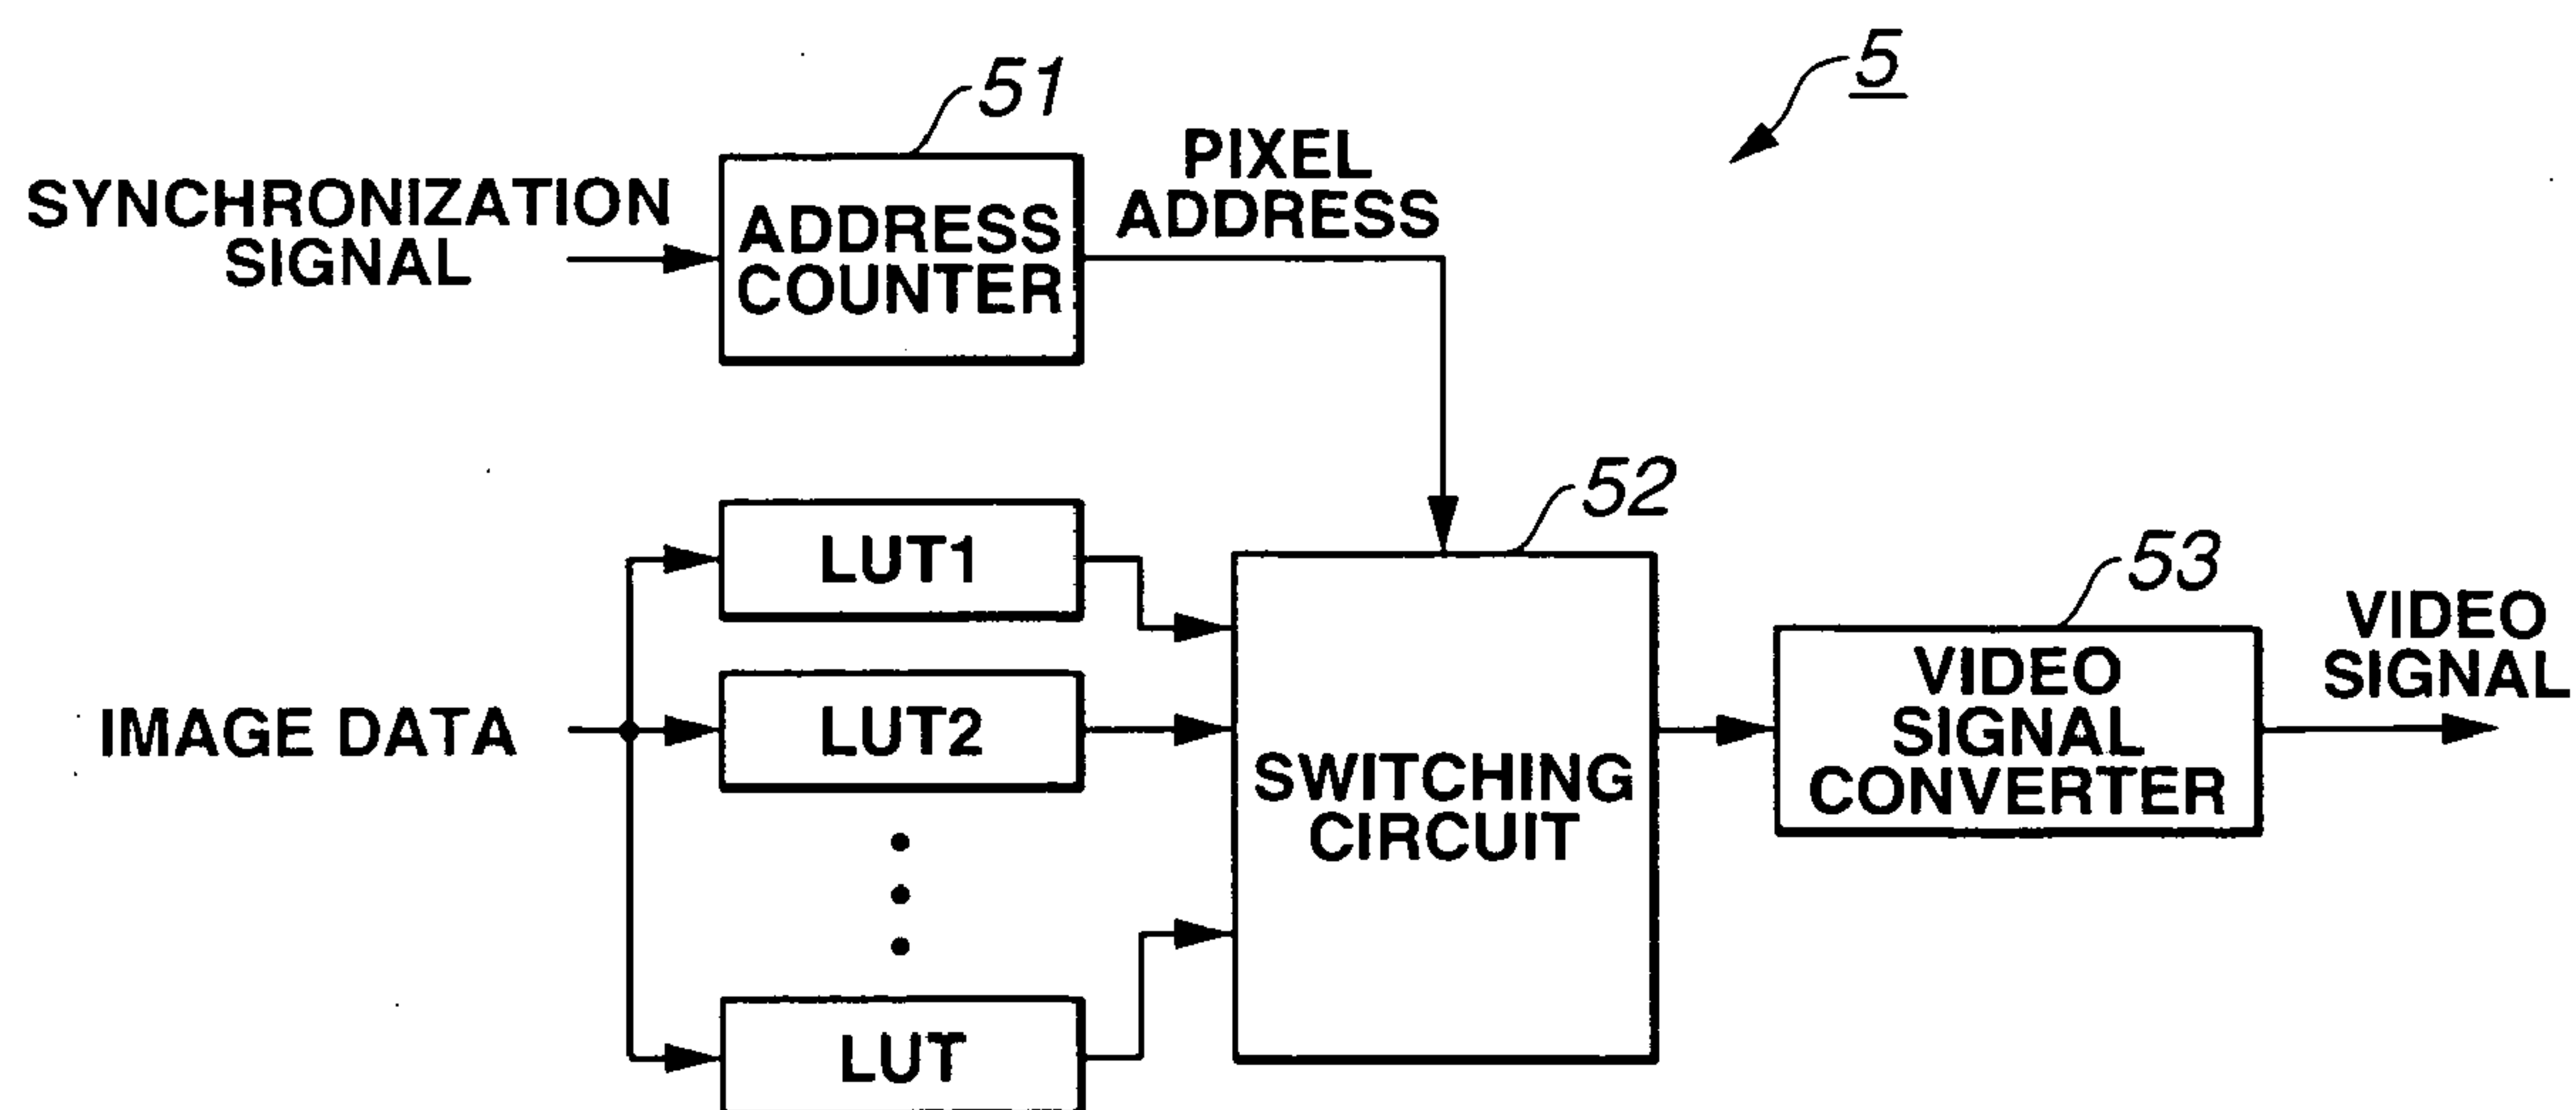 5
51
SYNCHRONIZATION
SIGNAL
ADDRESS
COUNTER
PIXEL
ADDRESS
52
53
IMAGE DATA
LUT1
LUT2
LUT
SWITCHING
CIRCUIT
VIDEO
SIGNAL
CONVERTER
VIDEO
SIGNAL